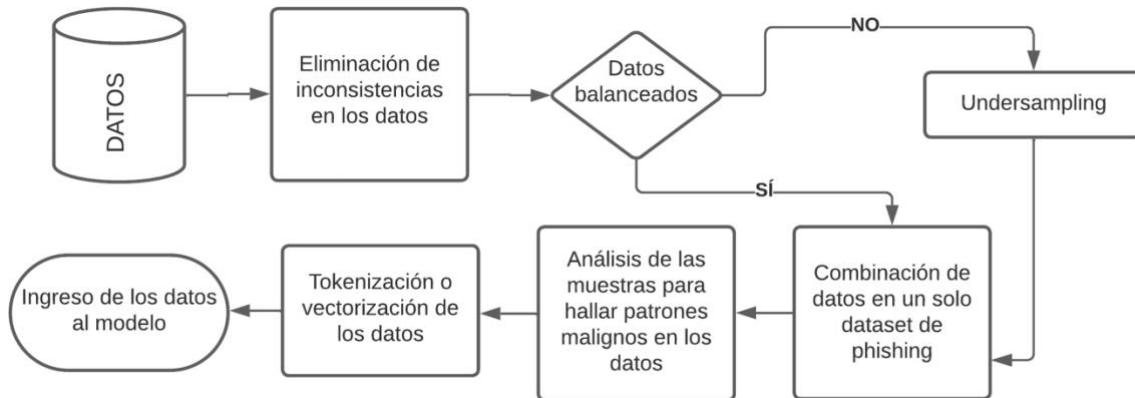 DATOS
Eliminación de
inconsistencias
en los datos
Datos
balanceados
NO
Undersampling
SÍ
Combinación de
datos en un solo
dataset de
phishing
Análisis de las
muestras para
hallar patrones
malignos en los
datos
Tokenización o
vectorización de
los datos
Ingreso de los datos
al modelo